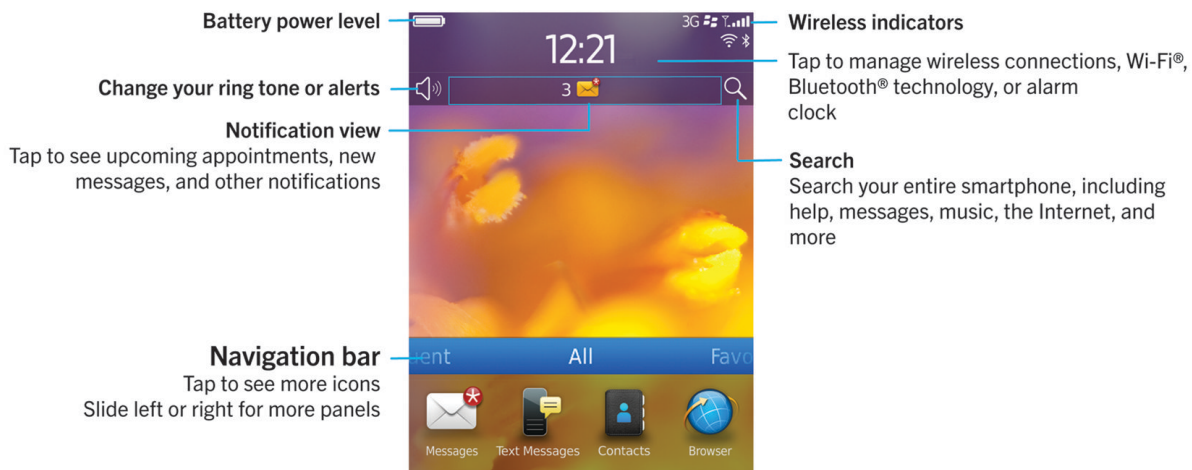 Battery power level
3G
Wireless indicators
12:21
Tap to manage wireless connections, Wi-Fi®,
Bluetooth® technology, or alarm
clock
Change your ring tone or alerts
3
Notification view
Tap to see upcoming appointments, new
messages, and other notifications
Search
Search your entire smartphone, including
help, messages, music, the Internet, and
more
Navigation bar
Tap to see more icons
Slide left or right for more panels
uent
All
Favo
Messages
Text Messages
Contacts
Browser